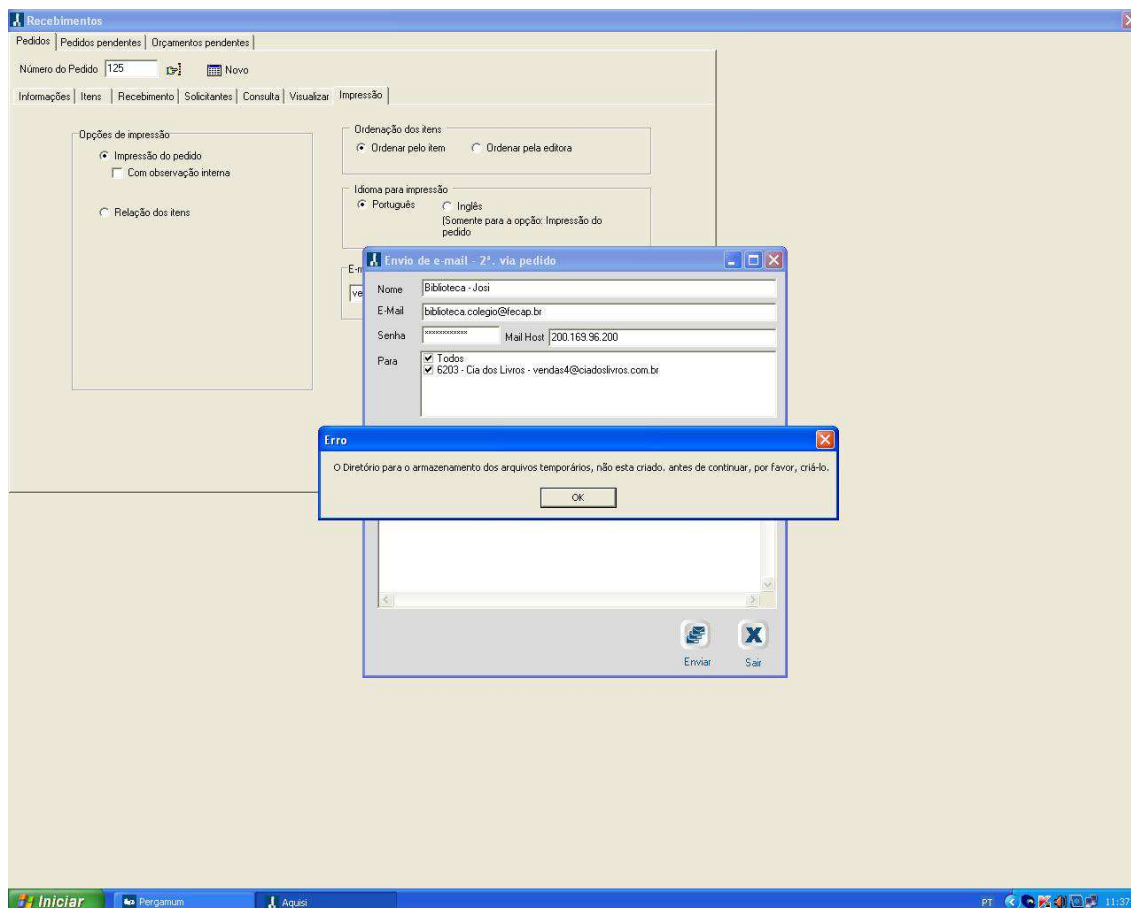 Recebimentos
Pedidos Pedidos pendentes Orçamentos pendentes
Número do Pedido 125 Novo
Informações Itens Recebimento Solicitantes Consulta Visualizar Impressão
Opções de impressão
Impressão do pedido
Com observação interna
Relação dos itens
Ordenação dos itens
Ordenar pelo item Ordenar pela editora
Idioma para impressão
Português Inglês
(Somente para a opção: Impressão do
pedido
Envio de e-mail - 2ª. via pedido
Nome Biblioteca - Josi
E-Mail biblioteca.colegio@fecap.br
Senha Mail Host 200.169.96.200
Para Todos
6203 - Cia dos Livros - vendas4@ciadoslivros.com.br
Erro
O Diretório para o armazenamento dos arquivos temporários, não esta criado. antes de continuar, por favor, criá-lo.
OK
Enviar Sair
Iniciar Pergamum Aquisi PT 11:37